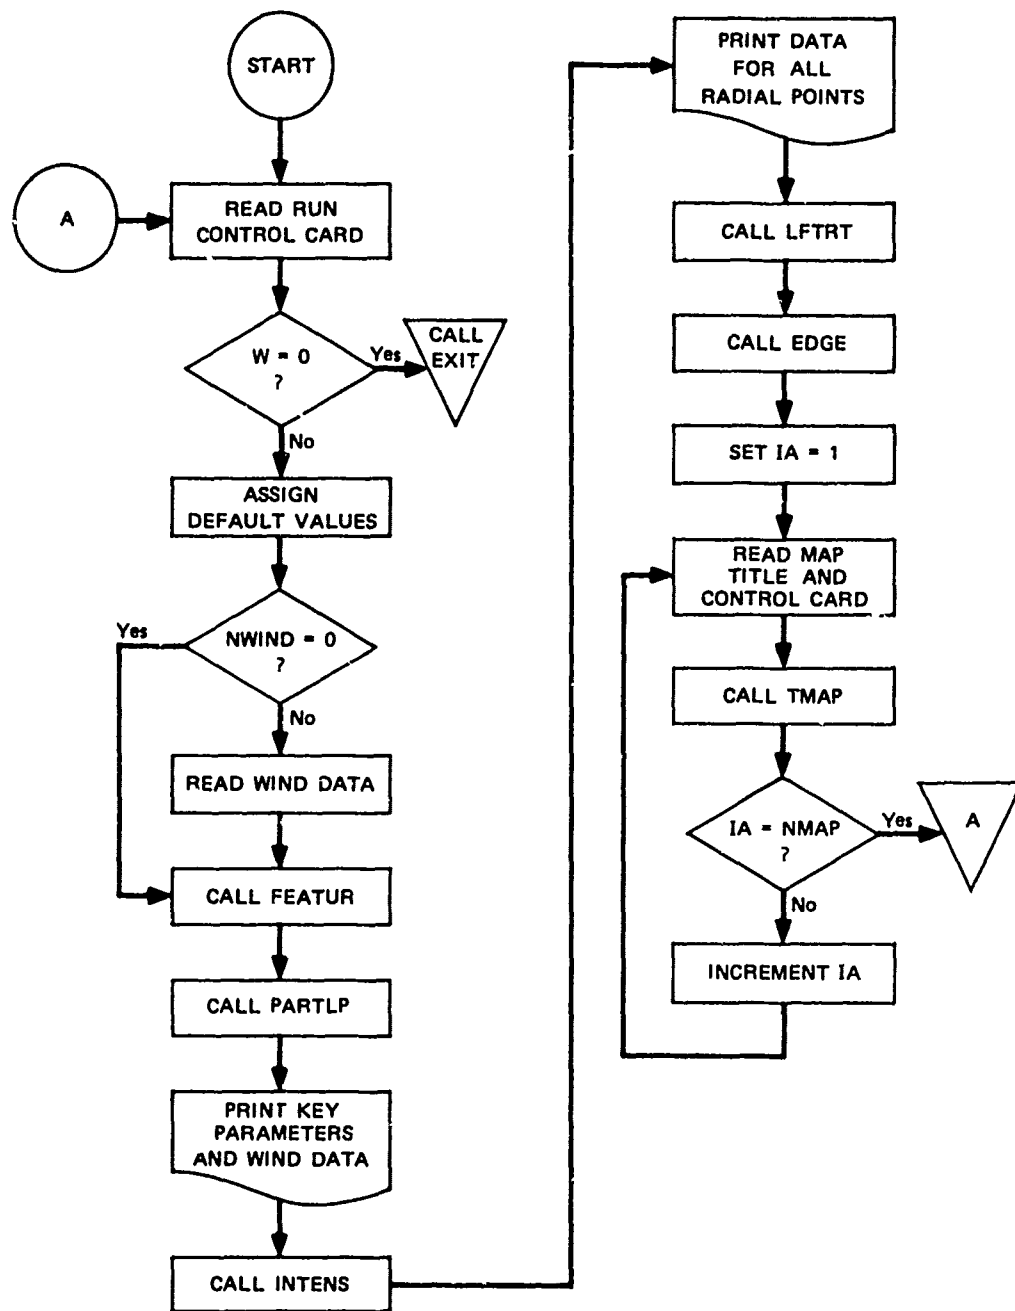 START
A
READ RUN
CONTROL CARD
W = 0
?
Yes
CALL
EXIT
No
ASSIGN
DEFAULT VALUES
Yes
NWIND = 0
?
No
READ WIND DATA
CALL FEATUR
CALL PARTLP
PRINT KEY
PARAMETERS
AND WIND DATA
CALL INTENS
PRINT DATA
FOR ALL
RADIAL POINTS
CALL LFTRT
CALL EDGE
SET IA = 1
READ MAP
TITLE AND
CONTROL CARD
CALL TMAP
IA = NMAP
?
Yes
A
No
INCREMENT IA